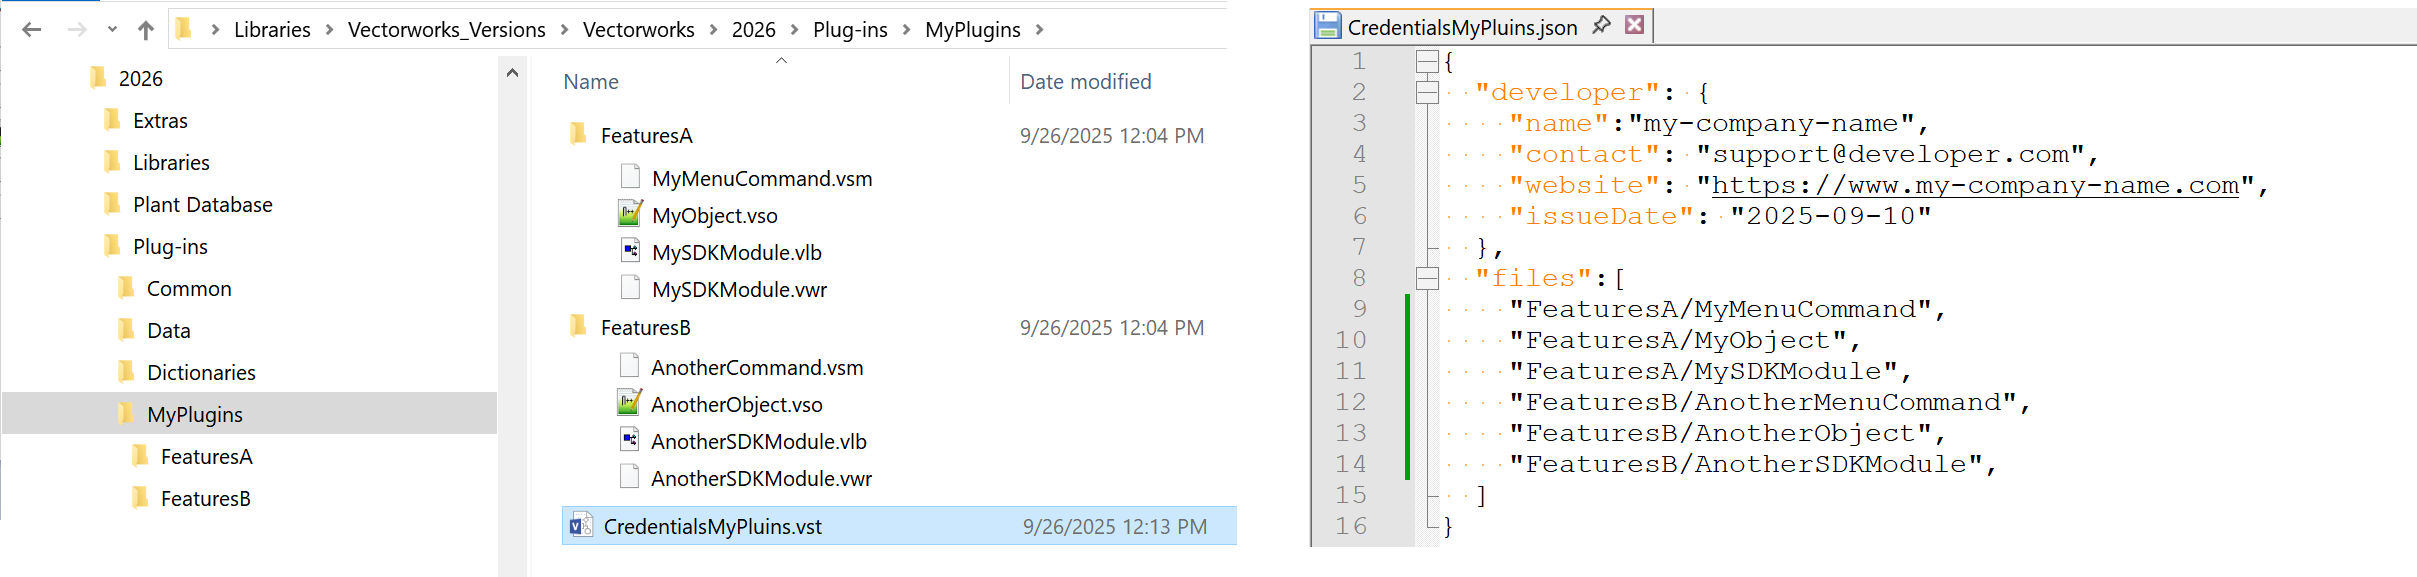 Libraries > Vectorworks_Versions > Vectorworks > 2026 > Plug-ins > MyPlugins >
2026
Extras
Libraries
Plant Database
Plug-ins
Common
Data
Dictionaries
MyPlugins
FeaturesA
FeaturesB
Name Date modified
FeaturesA 9/26/2025 12:04 PM
MyMenuCommand.vsm
MyObject.vso
MySDKModule.vlb
MySDKModule.vwr
FeaturesB 9/26/2025 12:04 PM
AnotherCommand.vsm
AnotherObject.vso
AnotherSDKModule.vlb
AnotherSDKModule.vwr
CredentialsMyPluins.vst 9/26/2025 12:13 PM
CredentialsMyPluins.json
1 {
2 "developer": {
3 "name":"my-company-name",
4 "contact": "support@developer.com",
5 "website": "https://www.my-company-name.com",
6 "issueDate": "2025-09-10"
7 },
8 "files":[
9 "FeaturesA/MyMenuCommand",
10 "FeaturesA/MyObject",
11 "FeaturesA/MySDKModule",
12 "FeaturesB/AnotherMenuCommand",
13 "FeaturesB/AnotherObject",
14 "FeaturesB/AnotherSDKModule",
15 ]
16 }